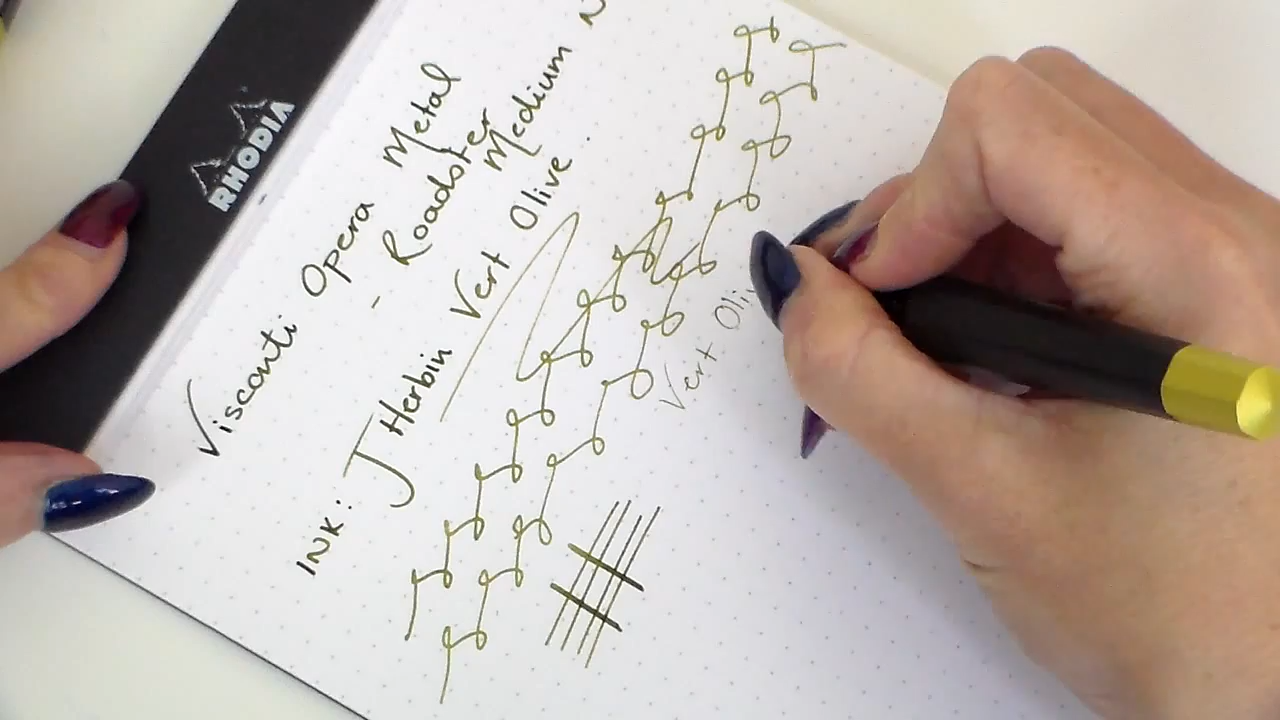 RHODIA
Visconti Opera Metal
- Roadster Medium N
INK: J Herbin Vert Olive.
Vert Oli